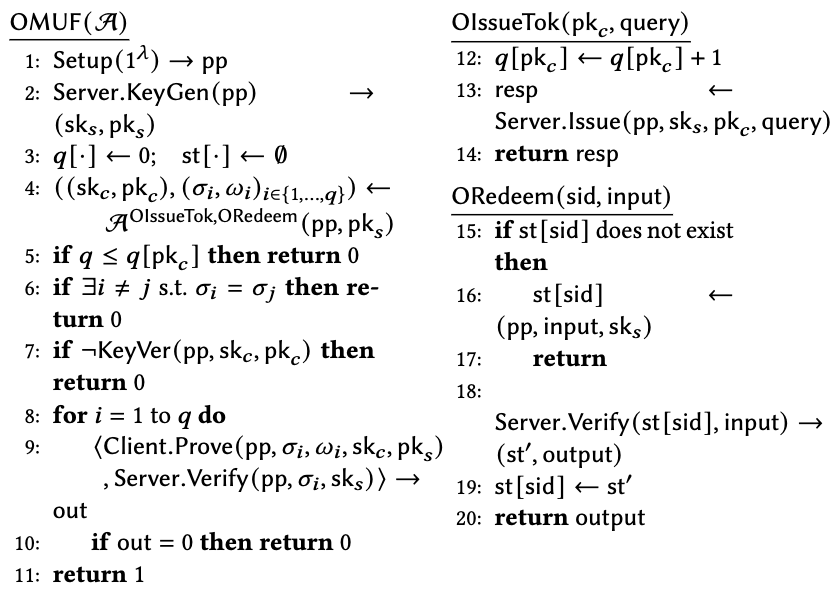 OMUF(𝒜)
1: Setup(1^λ) → pp
2: Server.KeyGen(pp) →
(sk_s, pk_s)
3: q[·] ← 0; st[·] ← ∅
4: ((sk_c, pk_c), (σ_i, ω_i)_{i∈{1,…,q}}) ←
𝒜^{OIssueTok,ORedeem}(pp, pk_s)
5: if q ≤ q[pk_c] then return 0
6: if ∃i ≠ j s.t. σ_i = σ_j then re-
turn 0
7: if ¬KeyVer(pp, sk_c, pk_c) then
return 0
8: for i = 1 to q do
9: ⟨Client.Prove(pp, σ_i, ω_i, sk_c, pk_s)
, Server.Verify(pp, σ_i, sk_s)⟩ →
out
10: if out = 0 then return 0
11: return 1
OIssueTok(pk_c, query)
12: q[pk_c] ← q[pk_c] + 1
13: resp ←
Server.Issue(pp, sk_s, pk_c, query)
14: return resp
ORedeem(sid, input)
15: if st[sid] does not exist
then
16: st[sid] ←
(pp, input, sk_s)
17: return
18:
Server.Verify(st[sid], input) →
(st′, output)
19: st[sid] ← st′
20: return output